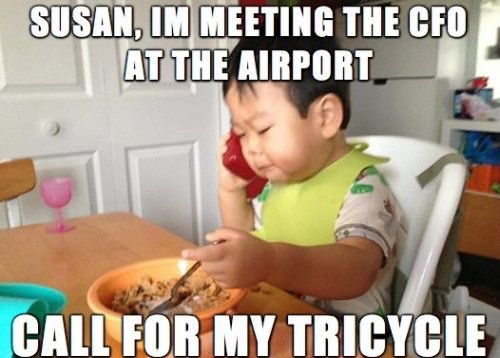 SUSAN, IM MEETING THE CFO
AT THE AIRPORT
CALL FOR MY TRICYCLE